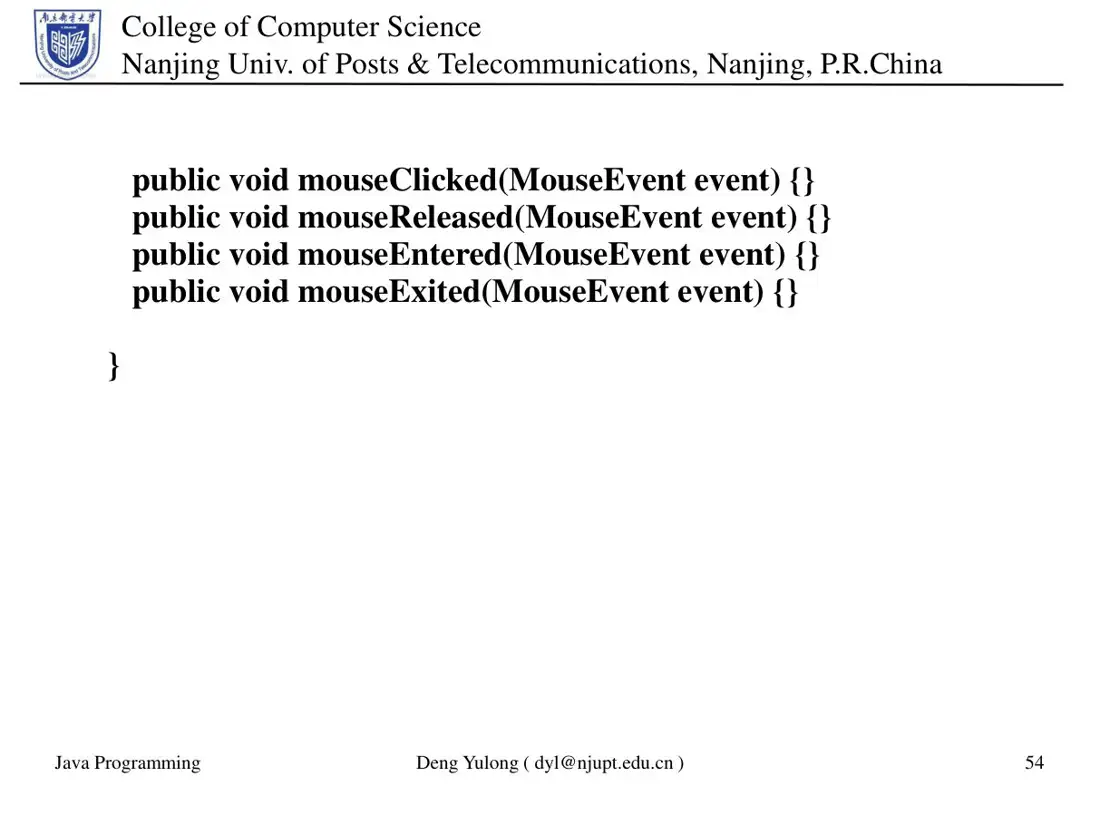 College of Computer Science
Nanjing Univ. of Posts & Telecommunications, Nanjing, P.R.China
public void mouseClicked(MouseEvent event) {}
public void mouseReleased(MouseEvent event) {}
public void mouseEntered(MouseEvent event) {}
public void mouseExited(MouseEvent event) {}
}
Java Programming
Deng Yulong ( dyl@njupt.edu.cn )
54